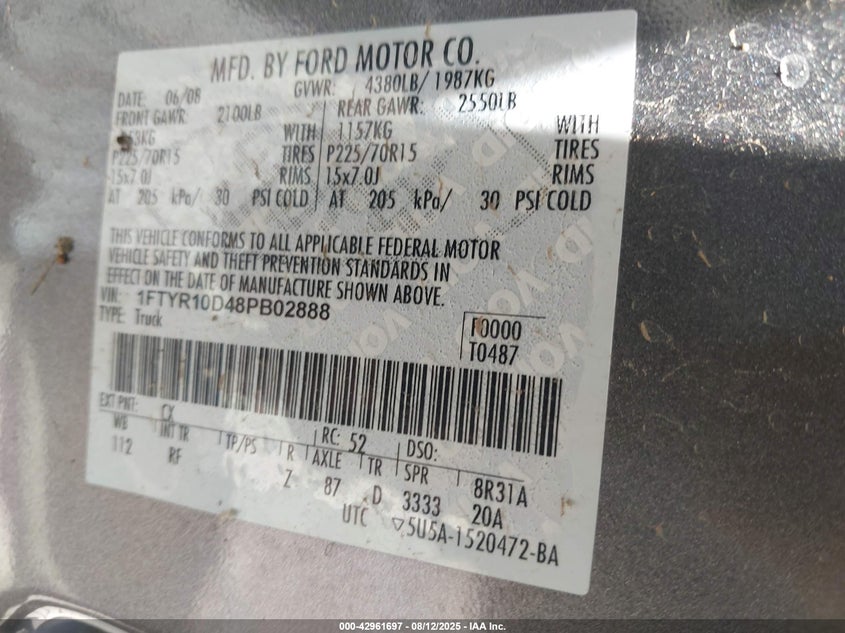 MFD. BY FORD MOTOR CO.
DATE: 06/08 GVWR: 4380LB/ 1987KG
FRONT GAWR: 2100LB REAR GAWR: 2550LB
WITH 1157KG WITH
P225/70R15 TIRES P225/70R15 TIRES
15x7.0J RIMS 15x7.0J RIMS
AT 205 kPa/ 30 PSI COLD AT 205 kPa/ 30 PSI COLD
THIS VEHICLE CONFORMS TO ALL APPLICABLE FEDERAL MOTOR
VEHICLE SAFETY AND THEFT PREVENTION STANDARDS IN
EFFECT ON THE DATE OF MANUFACTURE SHOWN ABOVE.
VIN: 1FTYR10D48PB02888
TYPE: Truck
F0000
T0487
EXT PNT: CX RC: 52 DSO:
WB INT TR TP/PS R AXLE TR SPR 8R31A
112 RF Z 87 D 3333 20A
UTC ▽5U5A-1520472-BA
000-42961697 - 08/12/2025 - IAA Inc.